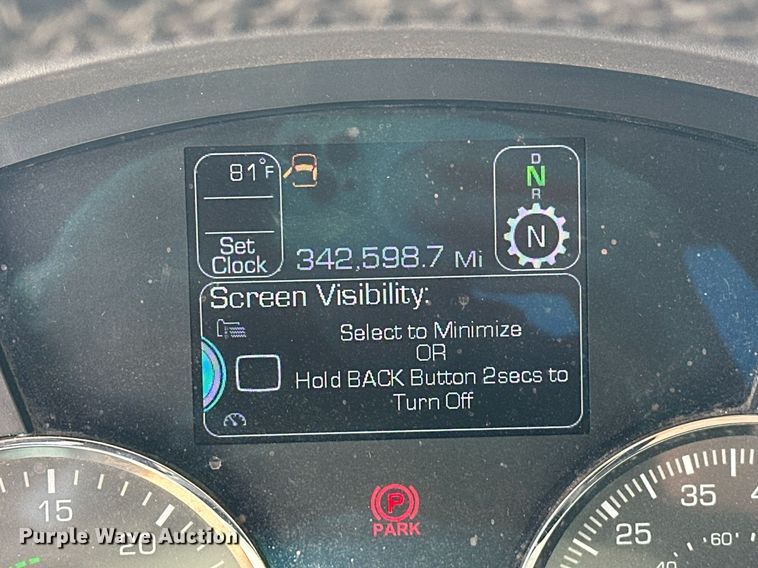 81°F
D
N
R
N
Set
Clock
342,598.7 Mi
Screen Visibility:
Select to Minimize
OR
Hold BACK Button 2secs to
Turn Off
P
PARK
15
20
25
35
40
60
Purple Wave Auction